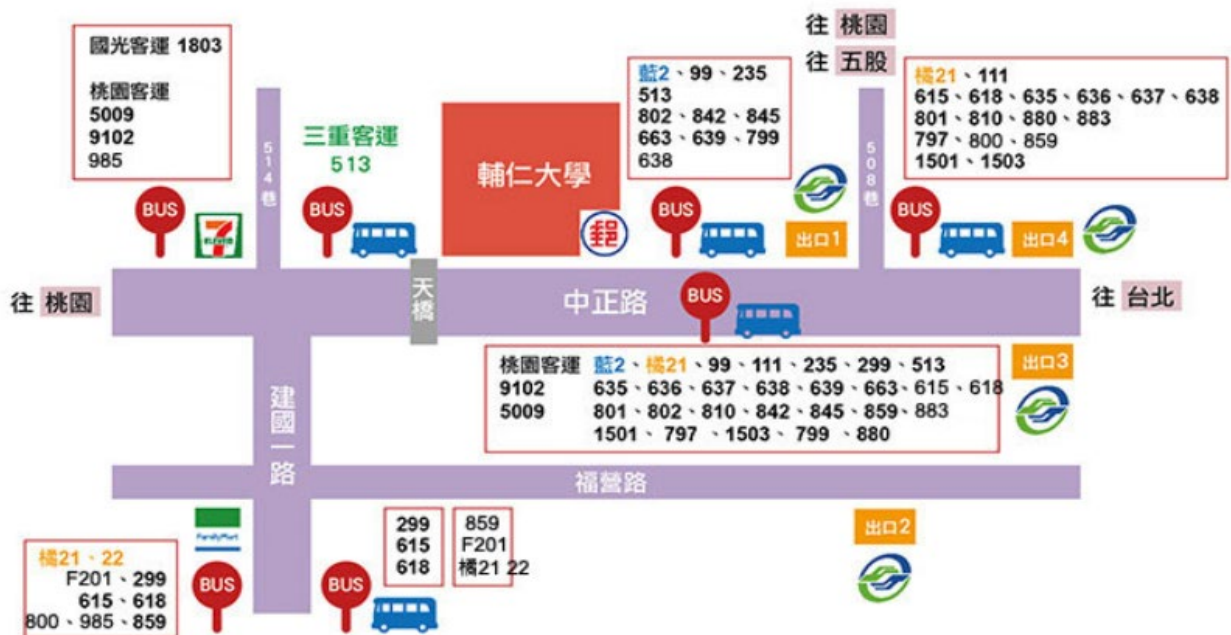 往 桃園
往 五股
國光客運 1803
桃園客運
5009
9102
985
三重客運
513
514巷
輔仁大學
郵
藍2、99、235
513
802、842、845
663、639、799
638
508巷
橘21、111
615、618、635、636、637、638
801、810、880、883
797、800、859
1501、1503
BUS
7
ELEVEn
BUS
BUS
出口1
BUS
出口4
往 桃園
天橋
中正路
BUS
往 台北
桃園客運 藍2、橘21、99、111、235、299、513
9102 635、636、637、638、639、663、615、618
5009 801、802、810、842、845、859、883
1501、797、1503、799、880
出口3
建國一路
福營路
FamilyMart
299
615
618
859
F201
橘21 22
出口2
橘21、22
F201、299
615、618
800、985、859
BUS
BUS